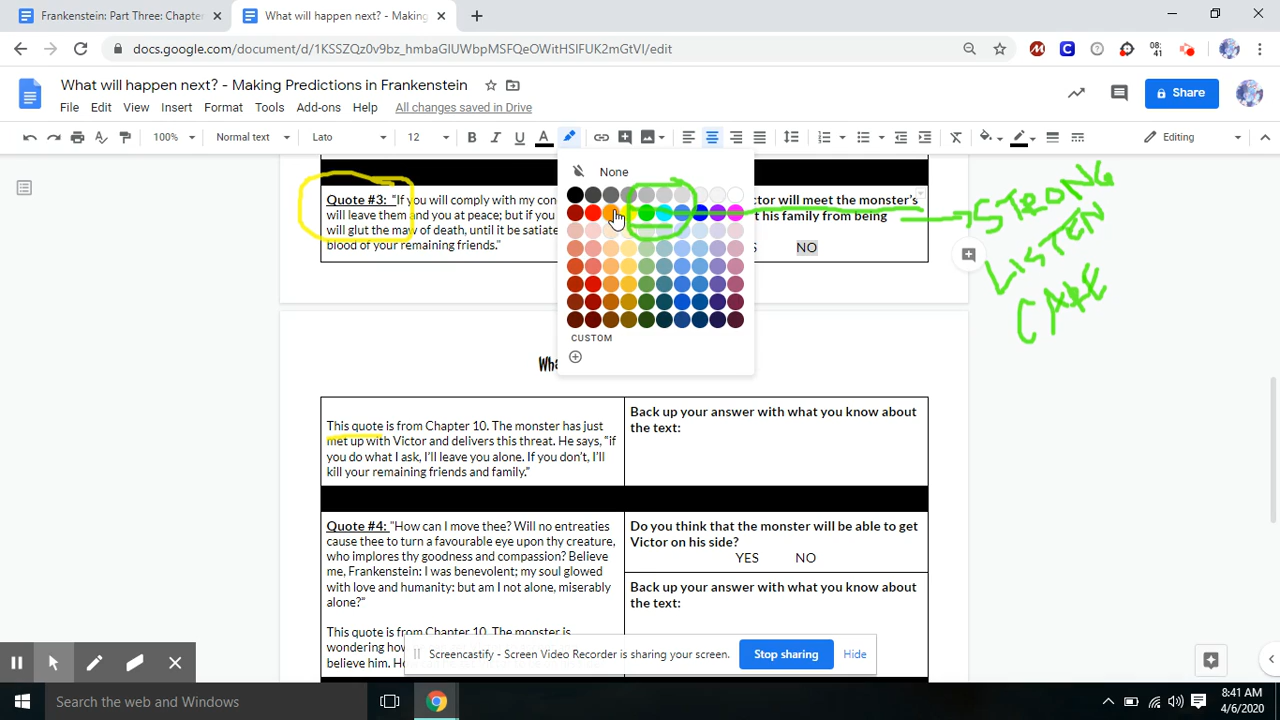 Frankenstein: Part Three: Chapter
What will happen next? - Making
docs.google.com/document/d/1KSSZQz0v9bz_hmbaGlUWbpMSFQeOWitHSIFUK2mGtVI/edit
08:
41
What will happen next? - Making Predictions in Frankenstein
File Edit View Insert Format Tools Add-ons Help All changes saved in Drive
Share
100% Normal text Lato 12 B I U A Editing
None
CUSTOM
Quote #3: "If you will comply with my con
will leave them and you at peace; but if you
will glut the maw of death, until it be satiate
blood of your remaining friends."
ctor will meet the monster's
t his family from being
S NO
STRONG
LISTEN
CARE
Wha
This quote is from Chapter 10. The monster has just
met up with Victor and delivers this threat. He says, "if
you do what I ask, I'll leave you alone. If you don't, I'll
kill your remaining friends and family."
Back up your answer with what you know about
the text:
Quote #4: "How can I move thee? Will no entreaties
cause thee to turn a favourable eye upon thy creature,
who implores thy goodness and compassion? Believe
me, Frankenstein: I was benevolent; my soul glowed
with love and humanity: but am I not alone, miserably
alone?"
This quote is from Chapter 10. The monster is
wondering how
believe him. H
Do you think that the monster will be able to get
Victor on his side?
YES NO
Back up your answer with what you know about
the text:
Screencastify - Screen Video Recorder is sharing your screen. Stop sharing Hide
Search the web and Windows
8:41 AM
4/6/2020